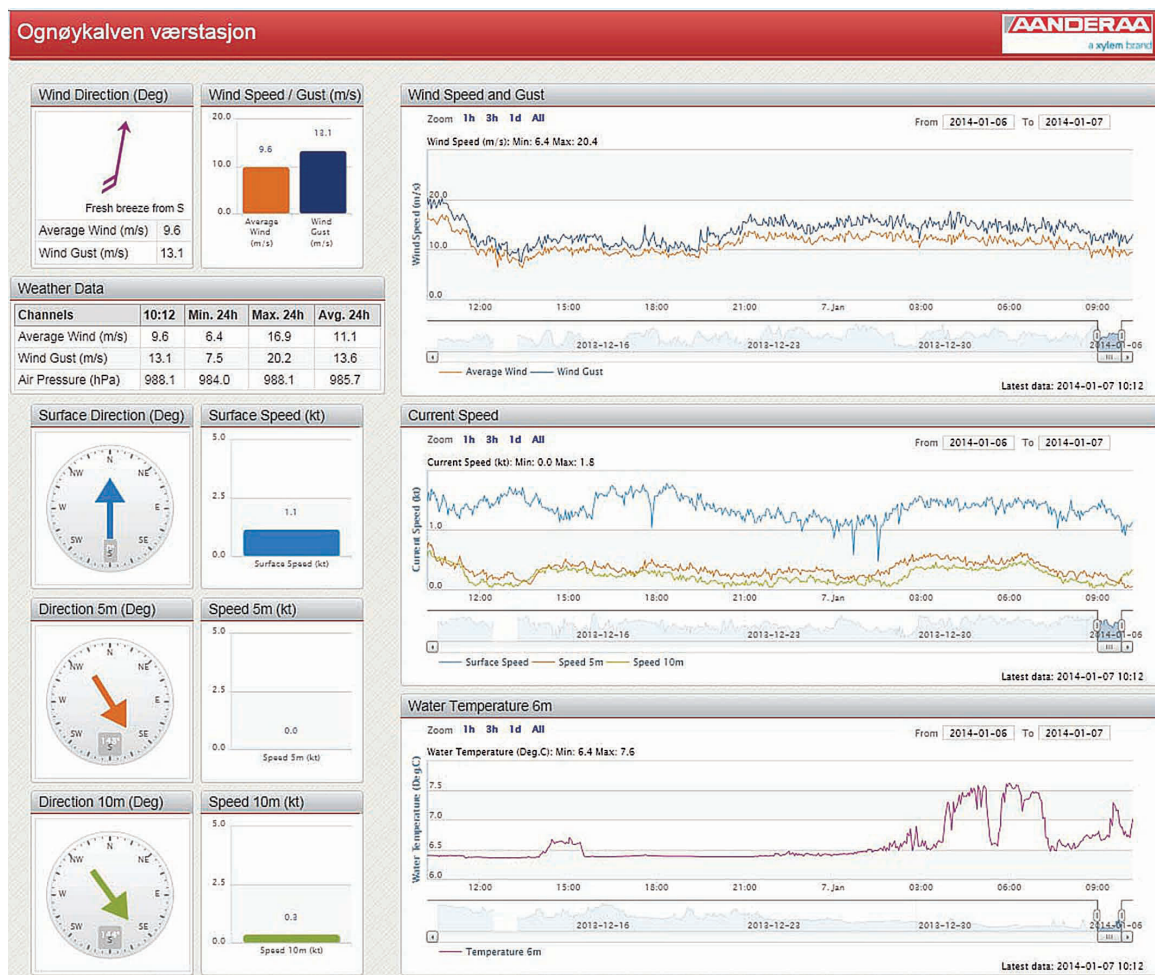 Ognøykalven værstasjon
AANDERAA
a xylem brand
Wind Direction (Deg)
Fresh breeze from S
Average Wind (m/s) 9.6
Wind Gust (m/s) 13.1
Wind Speed / Gust (m/s)
20.0
10.0
0.0
9.6
13.1
Average Wind (m/s)
Wind Gust (m/s)
Weather Data
Channels 10:12 Min. 24h Max. 24h Avg. 24h
Average Wind (m/s) 9.6 6.4 16.9 11.1
Wind Gust (m/s) 13.1 7.5 20.2 13.6
Air Pressure (hPa) 988.1 984.0 988.1 985.7
Surface Direction (Deg)
N
NW NE
W E
SW SE
S
Surface Speed (kt)
5.0
2.5
0.0
1.1
Surface Speed (kt)
Direction 5m (Deg)
N
NW NE
W E
SW SE
S
Speed 5m (kt)
5.0
2.5
0.0
0.0
Speed 5m (kt)
Direction 10m (Deg)
N
NW NE
W E
SW SE
144°
S
Speed 10m (kt)
5.0
2.5
0.0
0.3
Speed 10m (kt)
Wind Speed and Gust
Zoom 1h 3h 1d All
From 2014-01-06 To 2014-01-07
Wind Speed (m/s): Min: 6.4 Max: 20.4
Wind Speed (m/s)
20.0
10.0
0.0
12:00 15:00 18:00 21:00 7. Jan 03:00 06:00 09:00
2013-12-16 2013-12-23 2013-12-30 2014-01-06
Average Wind Wind Gust
Latest data: 2014-01-07 10:12
Current Speed
Zoom 1h 3h 1d All
From 2014-01-06 To 2014-01-07
Current Speed (kt): Min: 0.0 Max: 1.8
Current Speed (kt)
1.0
0.0
12:00 15:00 18:00 21:00 7. Jan 03:00 06:00 09:00
2013-12-16 2013-12-23 2013-12-30 2014-01-06
Surface Speed Speed 5m Speed 10m
Latest data: 2014-01-07 10:12
Water Temperature 6m
Zoom 1h 3h 1d All
From 2014-01-06 To 2014-01-07
Water Temperature (Deg.C): Min: 6.4 Max: 7.6
Water Temperature (Deg.C)
7.5
7.0
6.5
6.0
12:00 15:00 18:00 21:00 7. Jan 03:00 06:00 09:00
2013-12-16 2013-12-23 2013-12-30 2014-01-06
Temperature 6m
Latest data: 2014-01-07 10:12